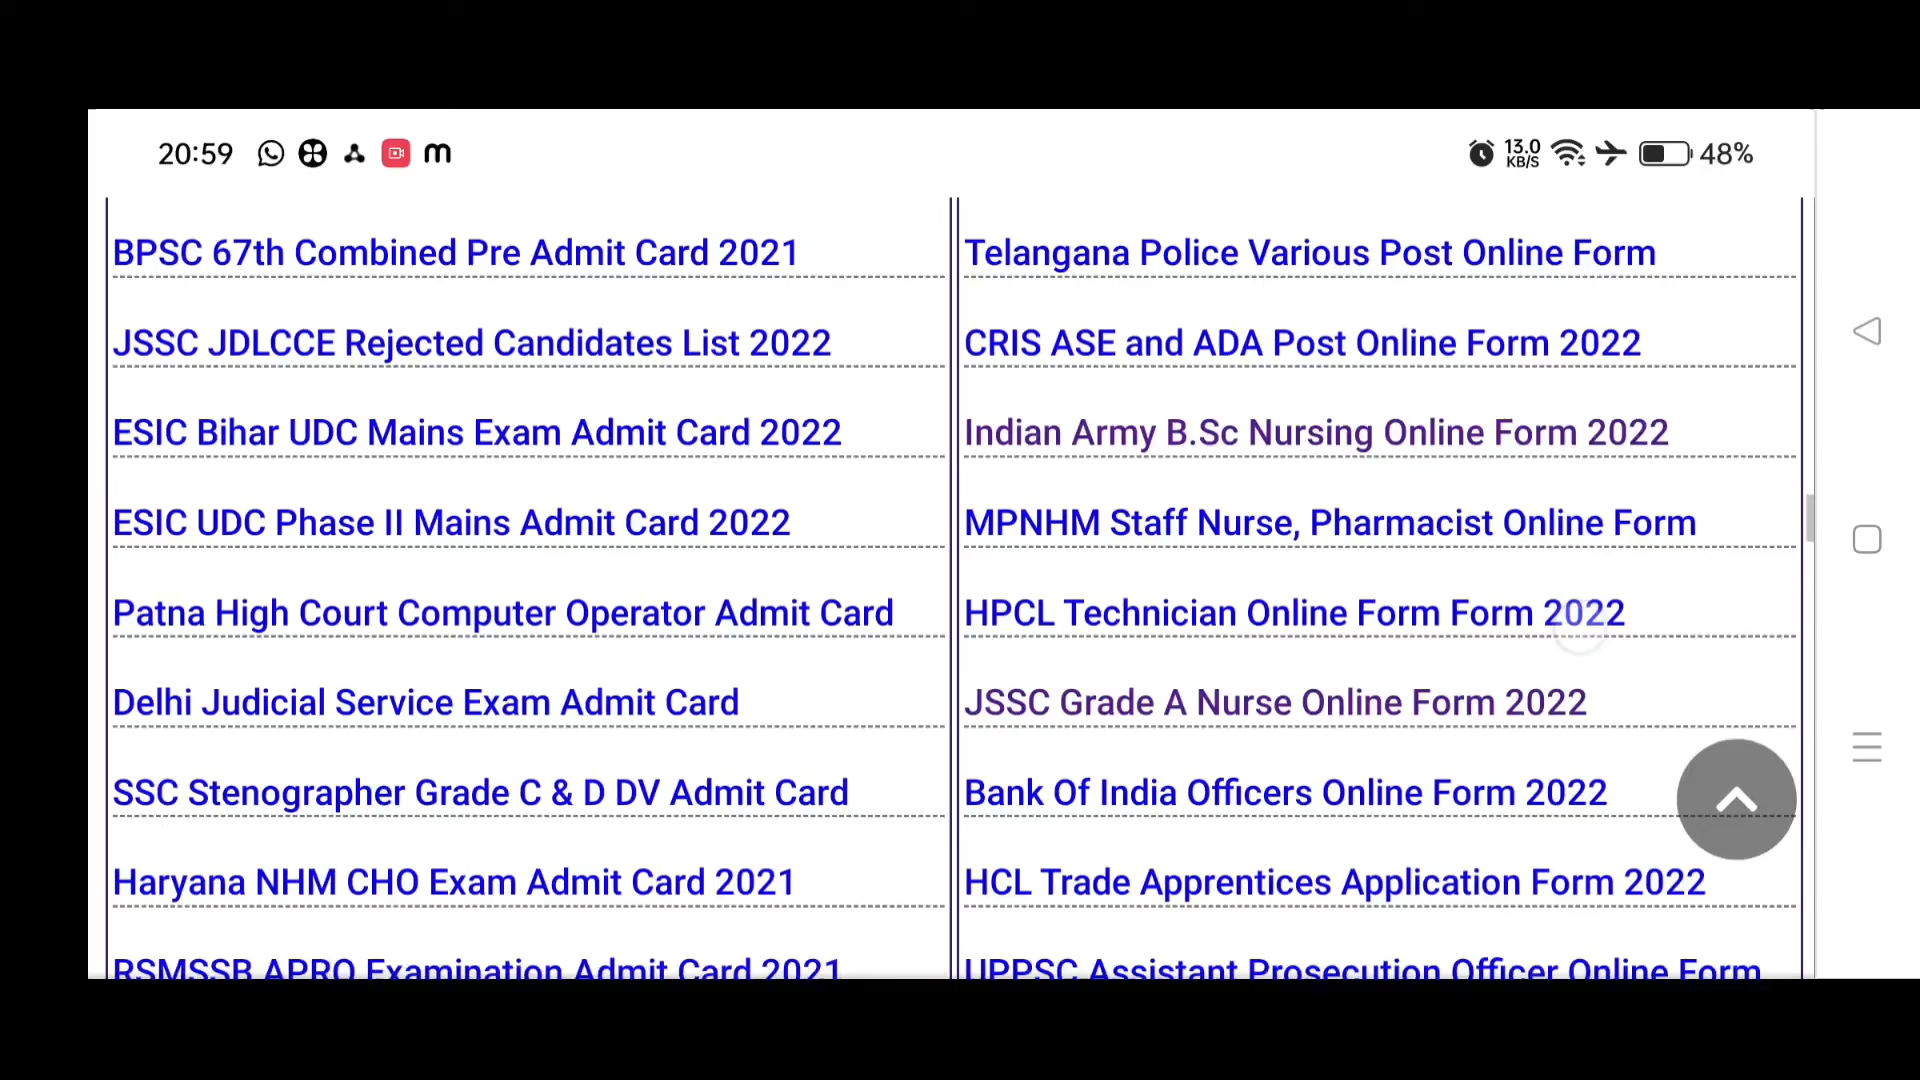 20:59 m 13.0 KB/S 48%
BPSC 67th Combined Pre Admit Card 2021
JSSC JDLCCE Rejected Candidates List 2022
ESIC Bihar UDC Mains Exam Admit Card 2022
ESIC UDC Phase II Mains Admit Card 2022
Patna High Court Computer Operator Admit Card
Delhi Judicial Service Exam Admit Card
SSC Stenographer Grade C & D DV Admit Card
Haryana NHM CHO Exam Admit Card 2021
RSMSSB APRO Examination Admit Card 2021
Telangana Police Various Post Online Form
CRIS ASE and ADA Post Online Form 2022
Indian Army B.Sc Nursing Online Form 2022
MPNHM Staff Nurse, Pharmacist Online Form
HPCL Technician Online Form Form 2022
JSSC Grade A Nurse Online Form 2022
Bank Of India Officers Online Form 2022
HCL Trade Apprentices Application Form 2022
UPPSC Assistant Prosecution Officer Online Form